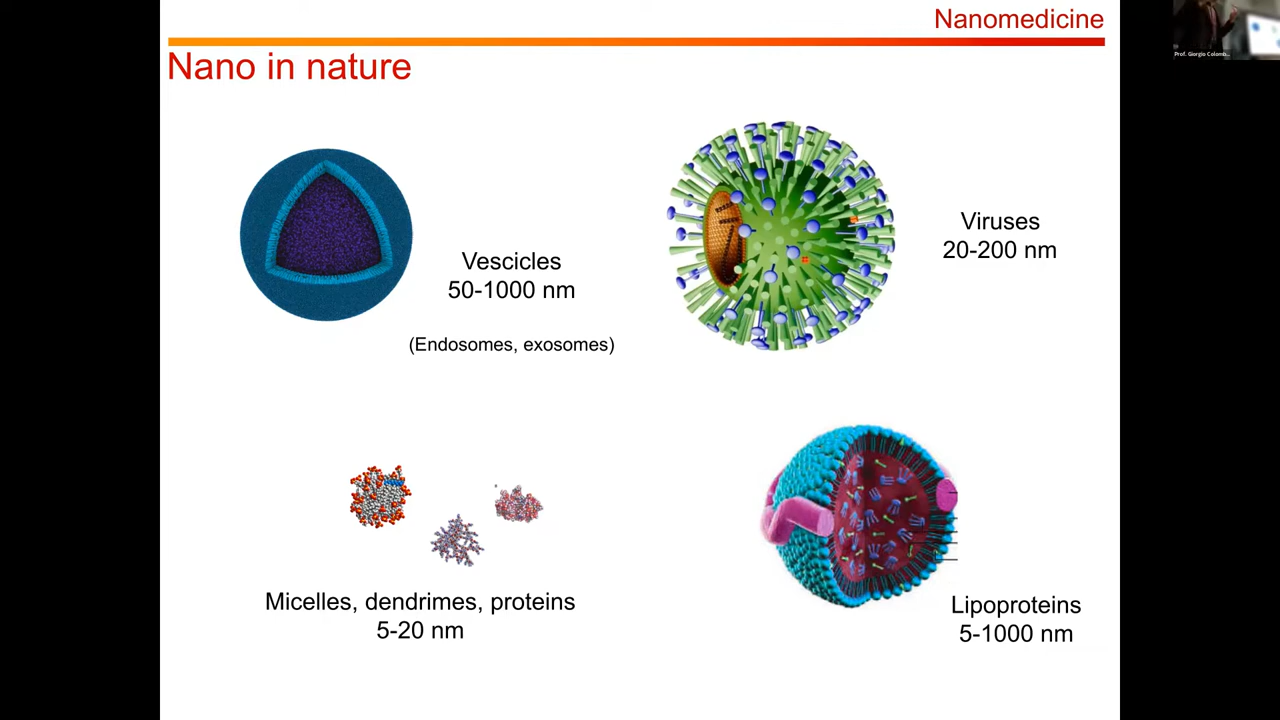 Nanomedicine
Nano in nature
Prof. Giorgio Colomb...
Vescicles
50-1000 nm
(Endosomes, exosomes)
Viruses
20-200 nm
Micelles, dendrimes, proteins
5-20 nm
Lipoproteins
5-1000 nm